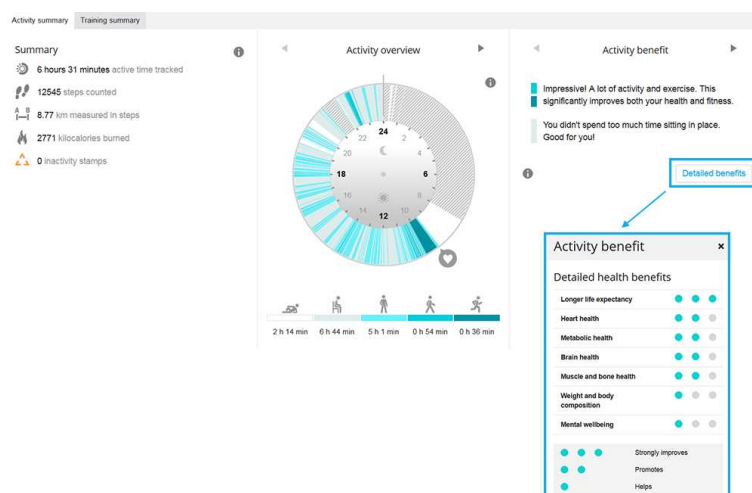 Activity summary
Training summary
Summary
6 hours 31 minutes active time tracked
12545 steps counted
A B
8.77 km measured in steps
2771 kilocalories burned
0 inactivity stamps
Activity overview
24
22
2
20
4
18
6
16
8
14
10
12
2 h 14 min
6 h 44 min
5 h 1 min
0 h 54 min
0 h 36 min
Activity benefit
Impressive! A lot of activity and exercise. This
significantly improves both your health and fitness.
You didn't spend too much time sitting in place.
Good for you!
Detailed benefits
Activity benefit
Detailed health benefits
Longer life expectancy
Heart health
Metabolic health
Brain health
Muscle and bone health
Weight and body
composition
Mental wellbeing
Strongly improves
Promotes
Helps